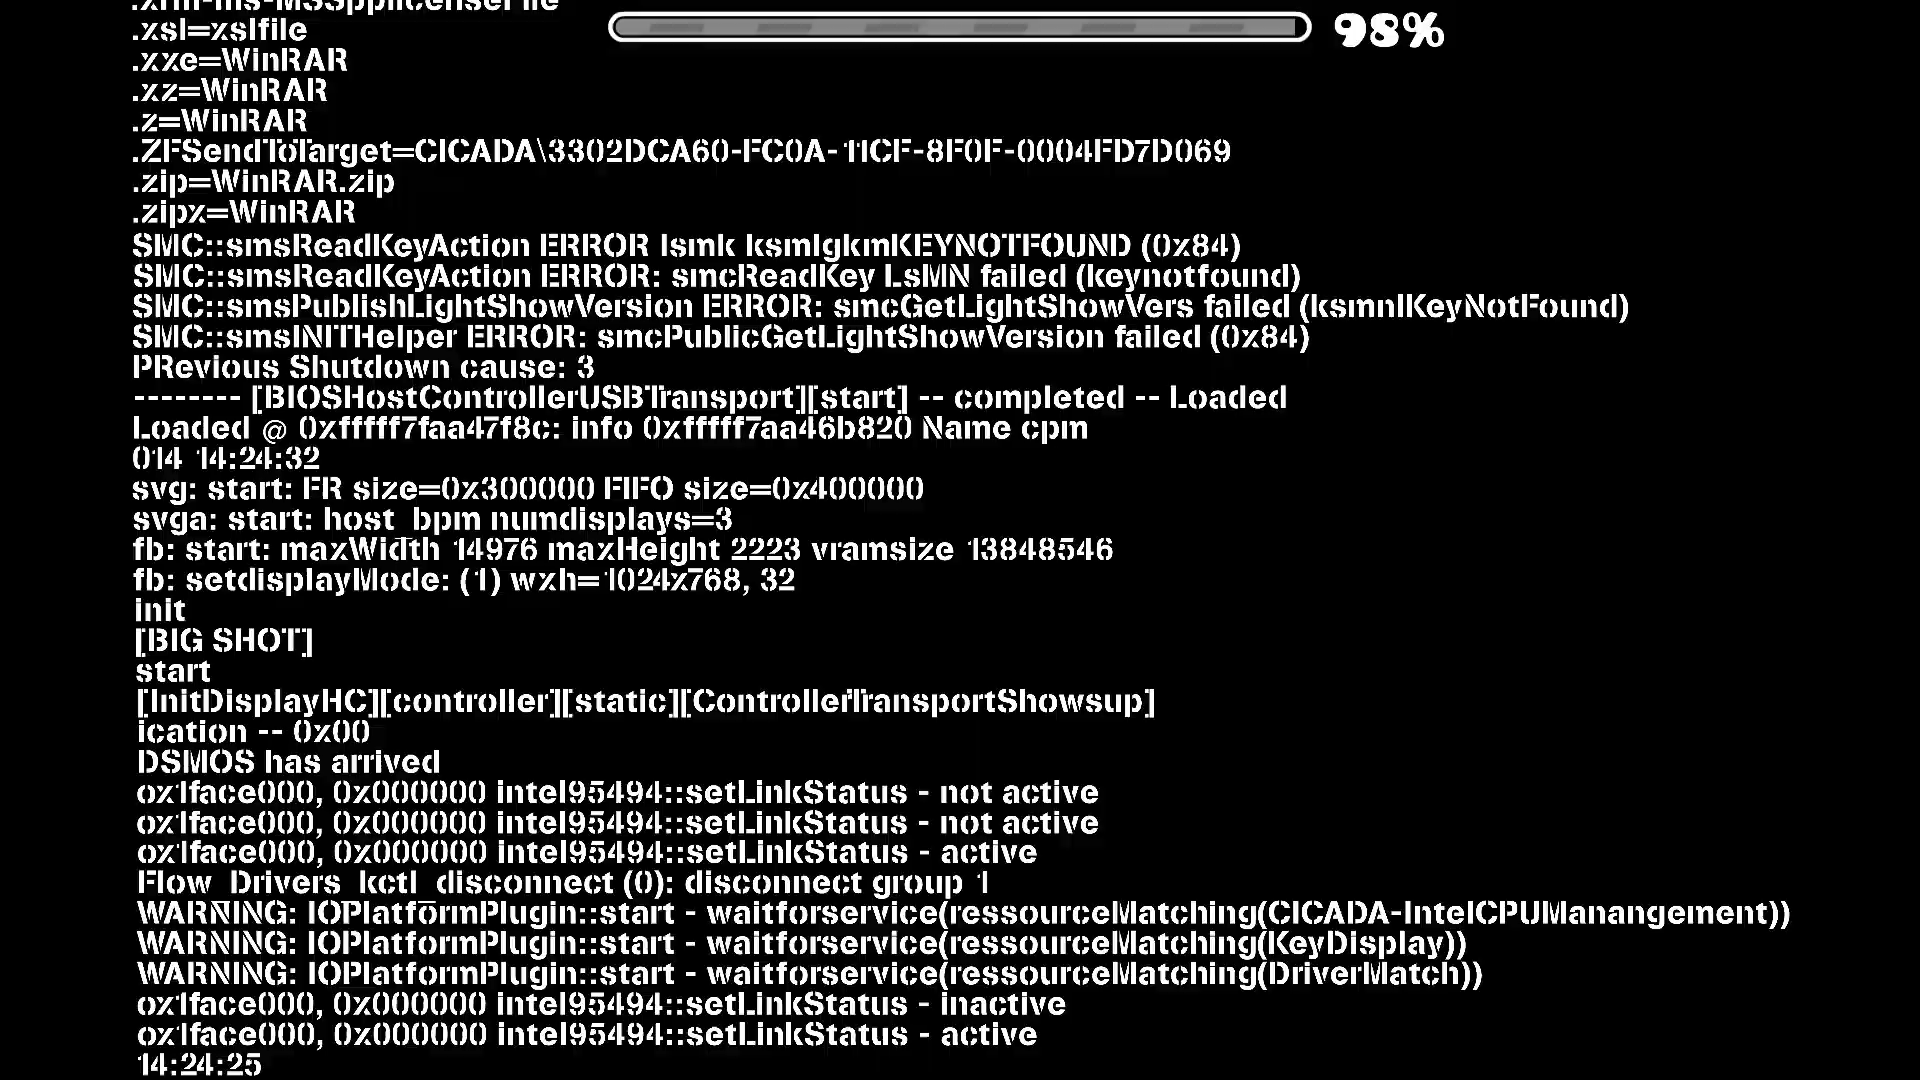 .xsl=xslfile
98%
.xxe=WinRAR
.xz=WinRAR
.z=WinRAR
.ZFSendToTarget=CICADA\3302DCA60-FC0A-11CF-8F0F-0004FD7D069
.zip=WinRAR.zip
.zipx=WinRAR
SMC::smsReadKeyAction ERROR lsmk ksmlgkmKEYNOTFOUND (0x84)
SMC::smsReadKeyAction ERROR: smcReadKey LsMN failed (keynotfound)
SMC::smsPublishLightShowVersion ERROR: smcGetLightShowVers failed (ksmnlKeyNotFound)
SMC::smsINITHelper ERROR: smcPublicGetLightShowVersion failed (0x84)
PRevious Shutdown cause: 3
-------- [BIOSHostControllerUSBTransport][start] -- completed -- Loaded
Loaded @ 0xfffff7faa47f8c: info 0xfffff7aa46b820 Name cpm
014 14:24:32
svg: start: FR size=0x300000 FIFO size=0x400000
svga: start: host_bpm numdisplays=3
fb: start: maxWidth 14976 maxHeight 2223 vramsize 13848546
fb: setdisplayMode: (1) wxh=1024x768, 32
init
[BIG SHOT]
start
[InitDisplayHC][controller][static][ControllerTransportShowsup]
ication -- 0x00
DSMOS has arrived
ox1face000, 0x000000 intel95494::setLinkStatus - not active
ox1face000, 0x000000 intel95494::setLinkStatus - not active
ox1face000, 0x000000 intel95494::setLinkStatus - active
Flow_Drivers_kctl_disconnect (0): disconnect group 1
WARNING: IOPlatformPlugin::start - waitforservice(ressourceMatching(CICADA-IntelCPUManangement))
WARNING: IOPlatformPlugin::start - waitforservice(ressourceMatching(KeyDisplay))
WARNING: IOPlatformPlugin::start - waitforservice(ressourceMatching(DriverMatch))
ox1face000, 0x000000 intel95494::setLinkStatus - inactive
ox1face000, 0x000000 intel95494::setLinkStatus - active
14:24:25